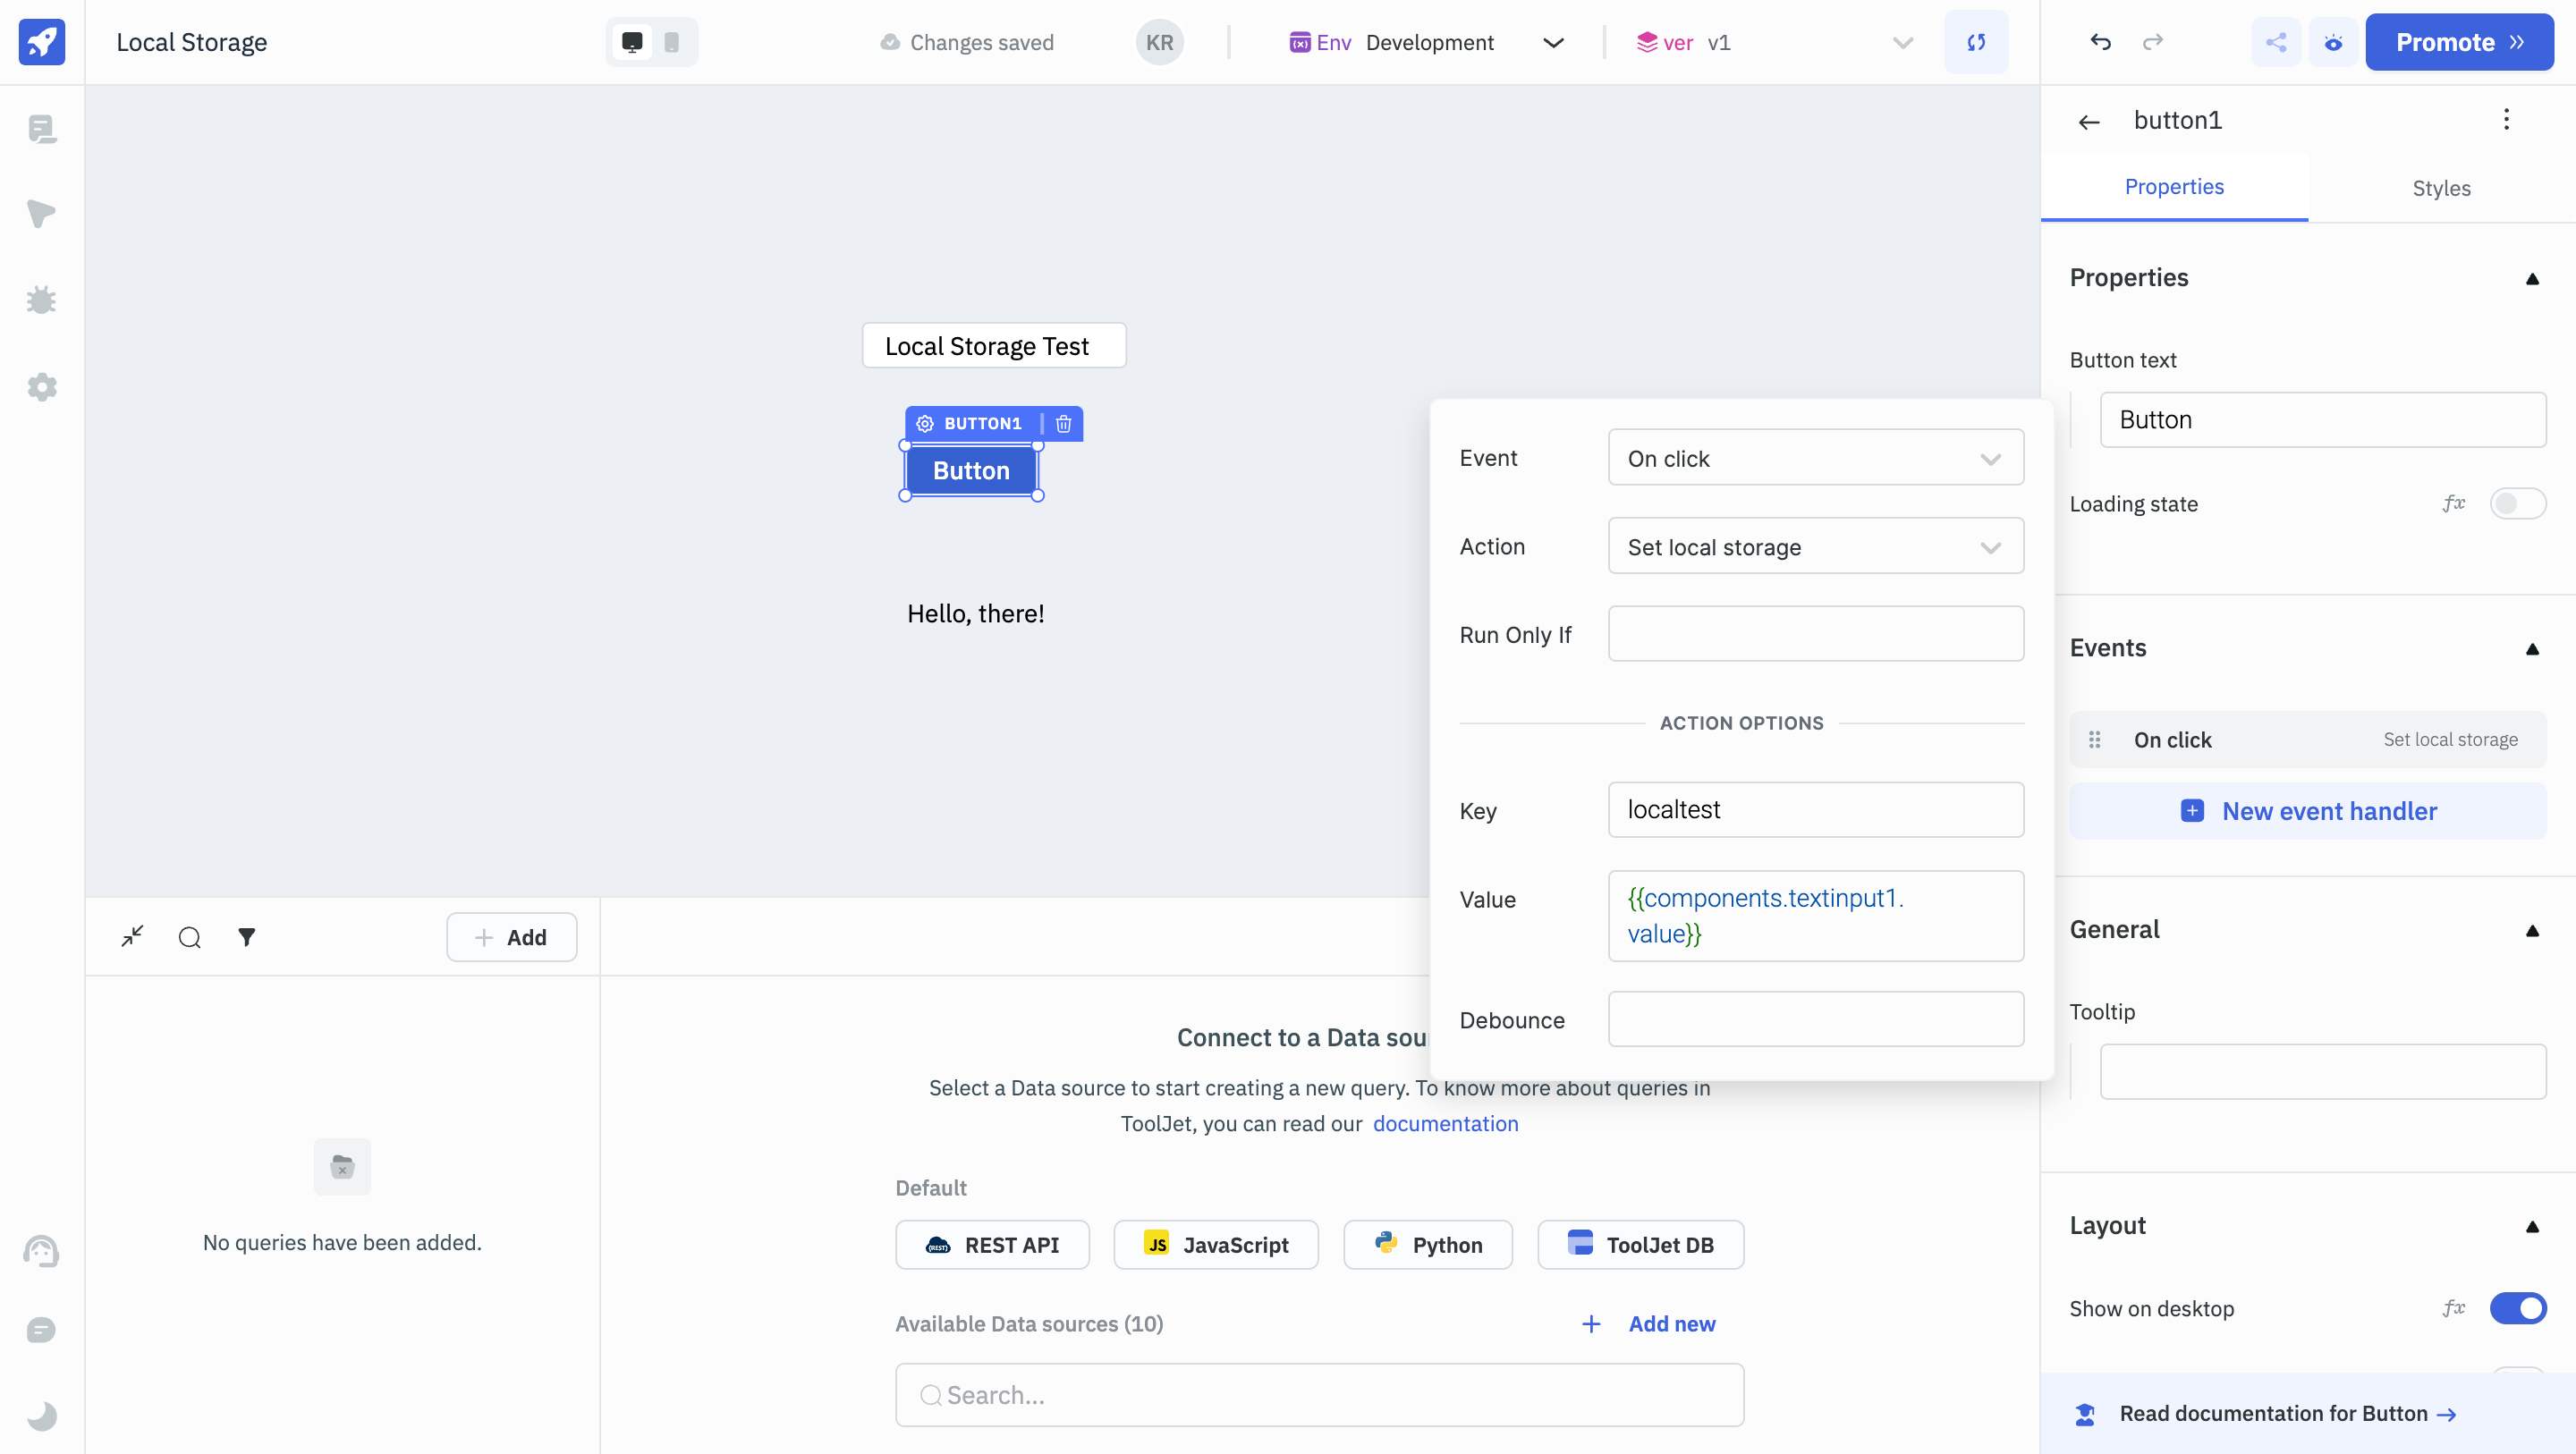 Local Storage
Changes saved
KR
Env Development
ver v1
Promote
button1
Properties
Styles
Properties
Button text
Button
Loading state
fx
Events
On click
Set local storage
New event handler
General
Tooltip
Layout
Show on desktop
fx
Read documentation for Button →
Local Storage Test
BUTTON1
Button
Hello, there!
Event
On click
Action
Set local storage
Run Only If
ACTION OPTIONS
Key
localtest
Value
{{components.textinput1.
value}}
Debounce
Add
No queries have been added.
Connect to a Data sou
Select a Data source to start creating a new query. To know more about queries in
ToolJet, you can read our documentation
Default
REST API
JS JavaScript
Python
ToolJet DB
Available Data sources (10)
+ Add new
Search...